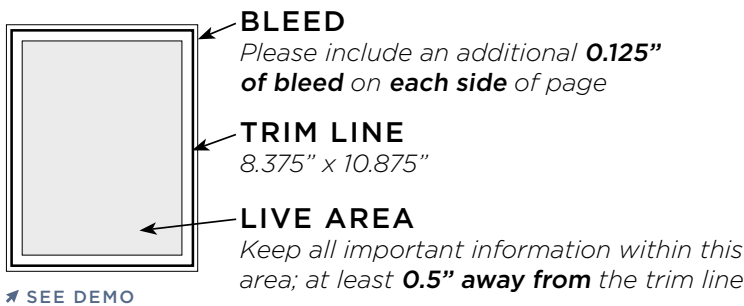 BLEED
Please include an additional 0.125”
of bleed on each side of page
TRIM LINE
8.375” x 10.875”
LIVE AREA
Keep all important information within this
area; at least 0.5” away from the trim line
SEE DEMO